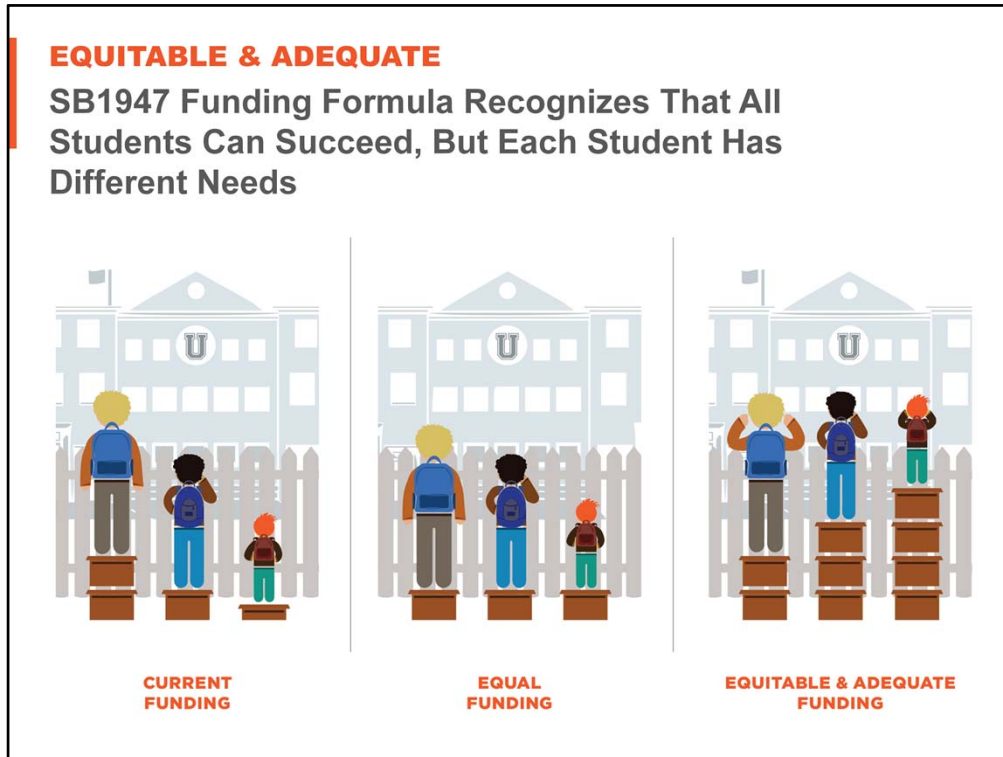 EQUITABLE & ADEQUATE
SB1947 Funding Formula Recognizes That All
Students Can Succeed, But Each Student Has
Different Needs
U
U
U
CURRENT
FUNDING
EQUAL
FUNDING
EQUITABLE & ADEQUATE
FUNDING